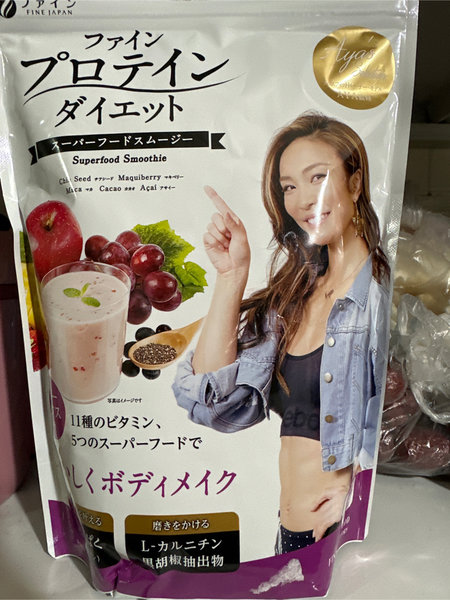 ファイン
FINE JAPAN
ファイン
プロテイン
ダイエット
スーパーフードスムージー
Superfood Smoothie
Seed チアシード Maquiberry マキベリー
Maca マカ Cacao カカオ Açaí アサイー
Aya's
写真はイメージです
11種のビタミン、
5つのスーパーフードで
しくボディメイク
磨きをかける
L-カルニチン
黒胡椒抽出物